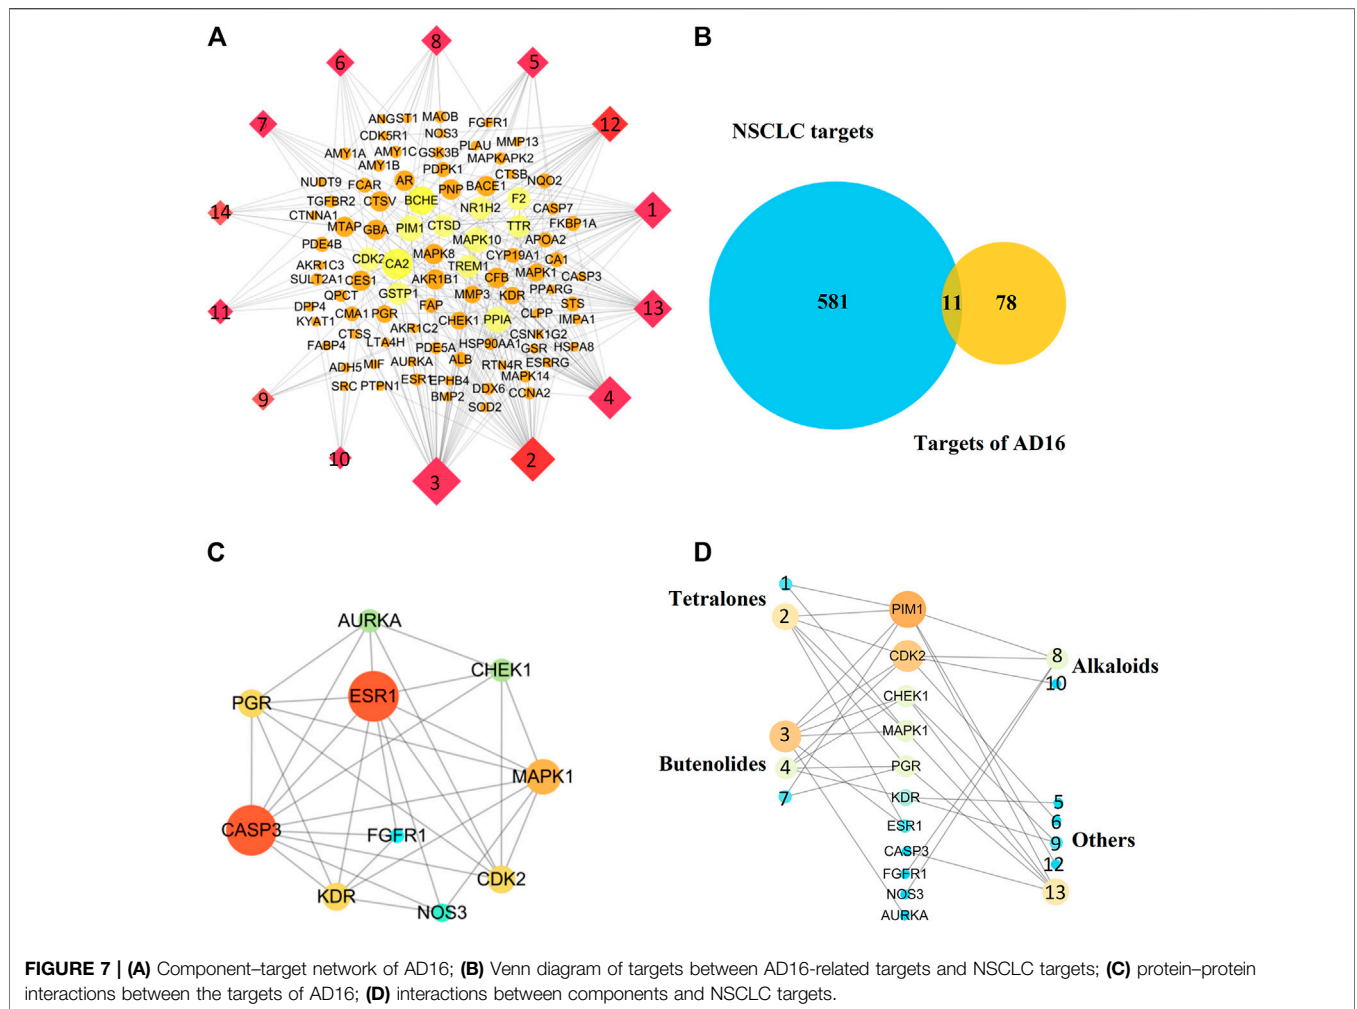 A
B
8
6
5
7
12
14
1
11
13
9
4
10
2
3
ANGST1 MAOB
FGFR1
CDK5R1 NOS3
PLAU MMP13
AMY1A AMY1C GSK3B MAPKAPK2
AMY1B PDPK1 CTSB
NUDT9 FCAR AR PNP BACE1 NQO2
TGFBR2 CTSV BCHE NR1H2 F2 CASP7
CTNNA1
MTAP GBA PIM1 CTSD TTR FKBP1A
PDE4B MAPK10 APOA2
CDK2 CA2 MAPK8 CYP19A1 CA1
AKR1C3 TREM1 MAPK1 CASP3
SULT2A1 CES1 AKR1B1 CFB PPARG
QPCT GSTP1 MMP3 KDR STS
DPP4 CMA1 PGR FAP CLPP IMPA1
KYAT1 AKR1C2 CHEK1 PPIA
CTSS LTA4H CSNK1G2
FABP4 PDE5A HSP90AA1 GSR HSPA8
ADH5 MIF AURKA ALB RTN4R ESRRG
SRC PTPN1 ESR1 EPHB4 MAPK14
BMP2 DDX6 CCNA2
SOD2
NSCLC targets
581
11
78
Targets of AD16
C
D
AURKA
CHEK1
PGR
ESR1
MAPK1
CASP3
FGFR1
KDR
CDK2
NOS3
Tetralones
1
2
Butenolides
3
4
7
PIM1
CDK2
CHEK1
MAPK1
PGR
KDR
ESR1
CASP3
FGFR1
NOS3
AURKA
8
Alkaloids
10
5
6
9
Others
12
13
FIGURE 7 | (A) Component–target network of AD16; (B) Venn diagram of targets between AD16-related targets and NSCLC targets; (C) protein–protein
interactions between the targets of AD16; (D) interactions between components and NSCLC targets.